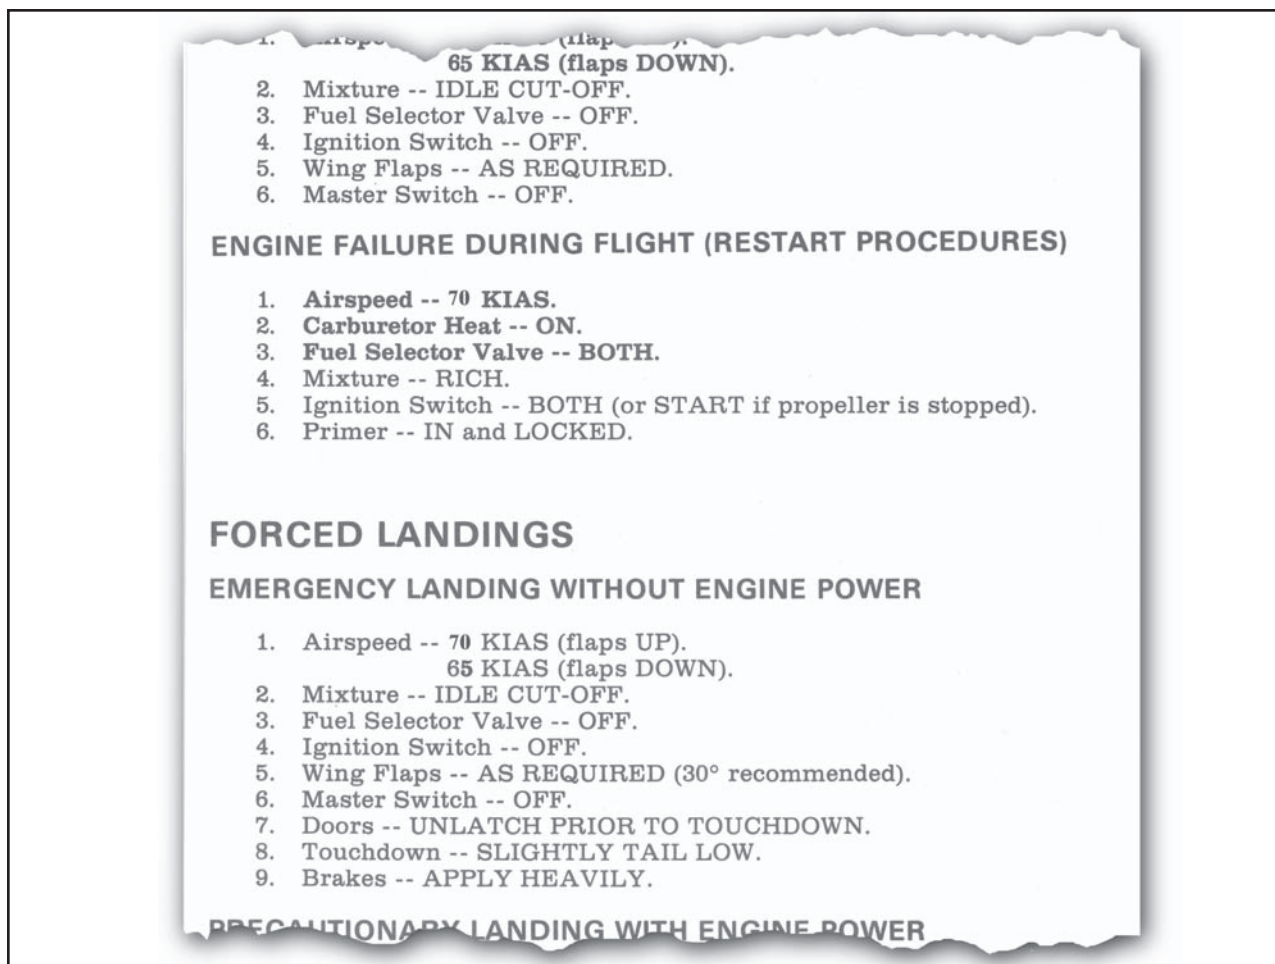 65 KIAS (flaps DOWN).
2. Mixture -- IDLE CUT-OFF.
3. Fuel Selector Valve -- OFF.
4. Ignition Switch -- OFF.
5. Wing Flaps -- AS REQUIRED.
6. Master Switch -- OFF.
ENGINE FAILURE DURING FLIGHT (RESTART PROCEDURES)
1. Airspeed -- 70 KIAS.
2. Carburetor Heat -- ON.
3. Fuel Selector Valve -- BOTH.
4. Mixture -- RICH.
5. Ignition Switch -- BOTH (or START if propeller is stopped).
6. Primer -- IN and LOCKED.
FORCED LANDINGS
EMERGENCY LANDING WITHOUT ENGINE POWER
1. Airspeed -- 70 KIAS (flaps UP).
65 KIAS (flaps DOWN).
2. Mixture -- IDLE CUT-OFF.
3. Fuel Selector Valve -- OFF.
4. Ignition Switch -- OFF.
5. Wing Flaps -- AS REQUIRED (30° recommended).
6. Master Switch -- OFF.
7. Doors -- UNLATCH PRIOR TO TOUCHDOWN.
8. Touchdown -- SLIGHTLY TAIL LOW.
9. Brakes -- APPLY HEAVILY.
PRECAUTIONARY LANDING WITH ENGINE POWER